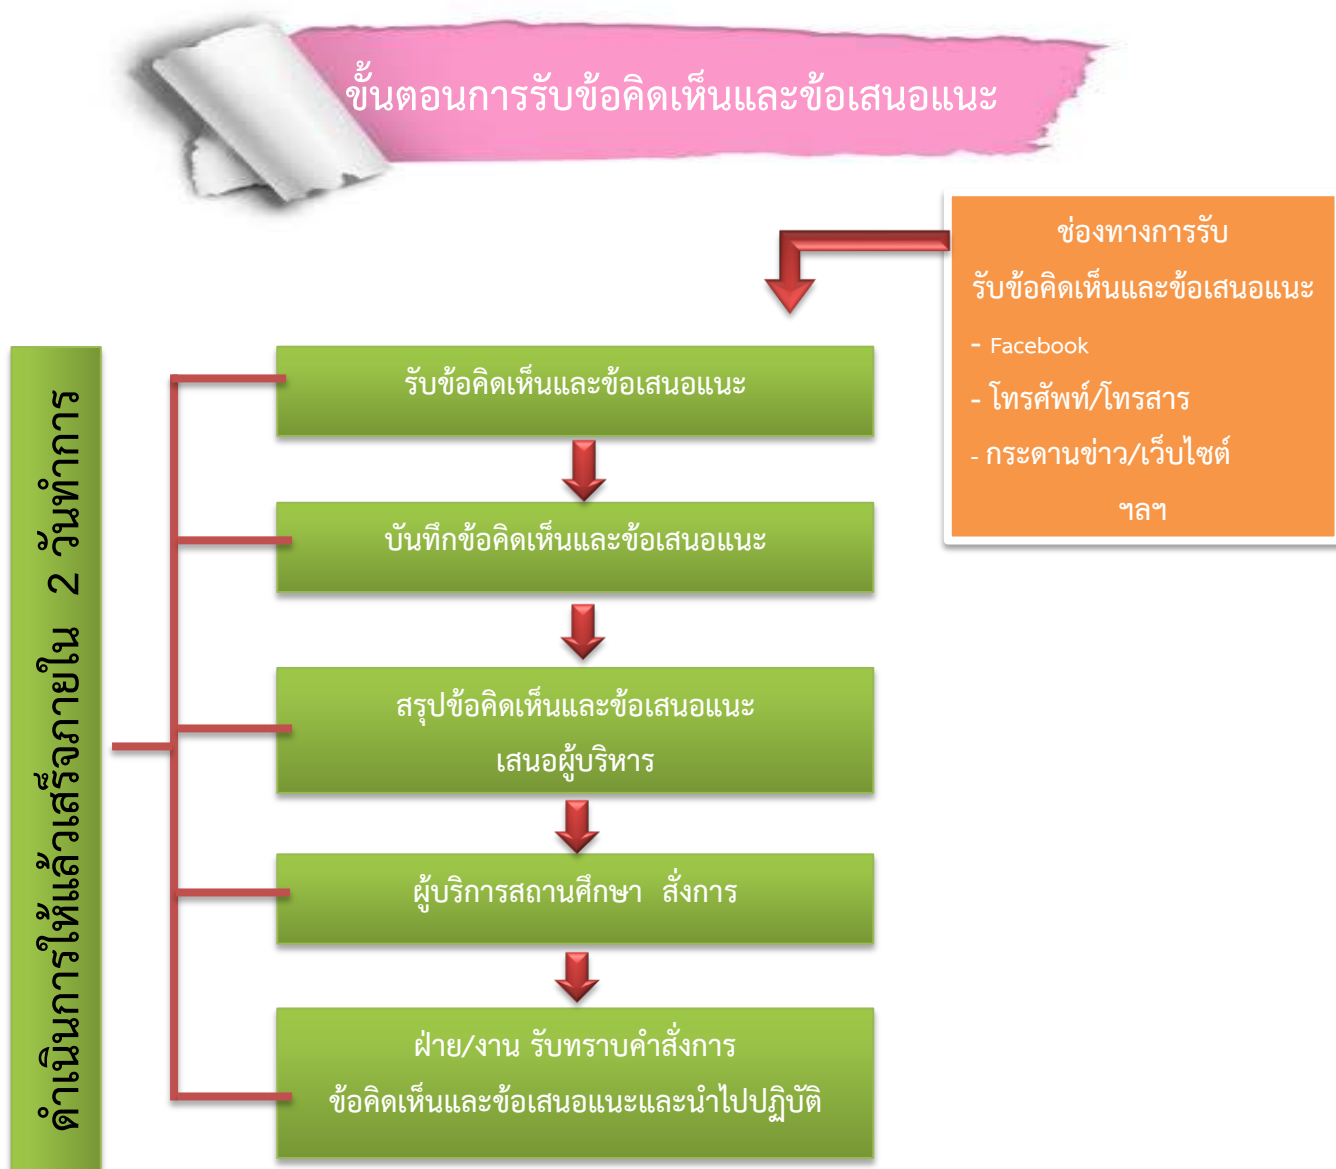 ขั้นตอนการรับข้อคิดเห็นและข้อเสนอแนะ
ช่องทางการรับ
รับข้อคิดเห็นและข้อเสนอแนะ
- Facebook
- โทรศัพท์/โทรสาร
- กระดานข่าว/เว็บไซต์
ฯลฯ
ดำเนินการให้แล้วเสร็จภายใน 2 วันทำการ
รับข้อคิดเห็นและข้อเสนอแนะ
บันทึกข้อคิดเห็นและข้อเสนอแนะ
สรุปข้อคิดเห็นและข้อเสนอแนะ
เสนอผู้บริหาร
ผู้บริการสถานศึกษา สั่งการ
ฝ่าย/งาน รับทราบคำสั่งการ
ข้อคิดเห็นและข้อเสนอแนะและนำไปปฏิบัติ